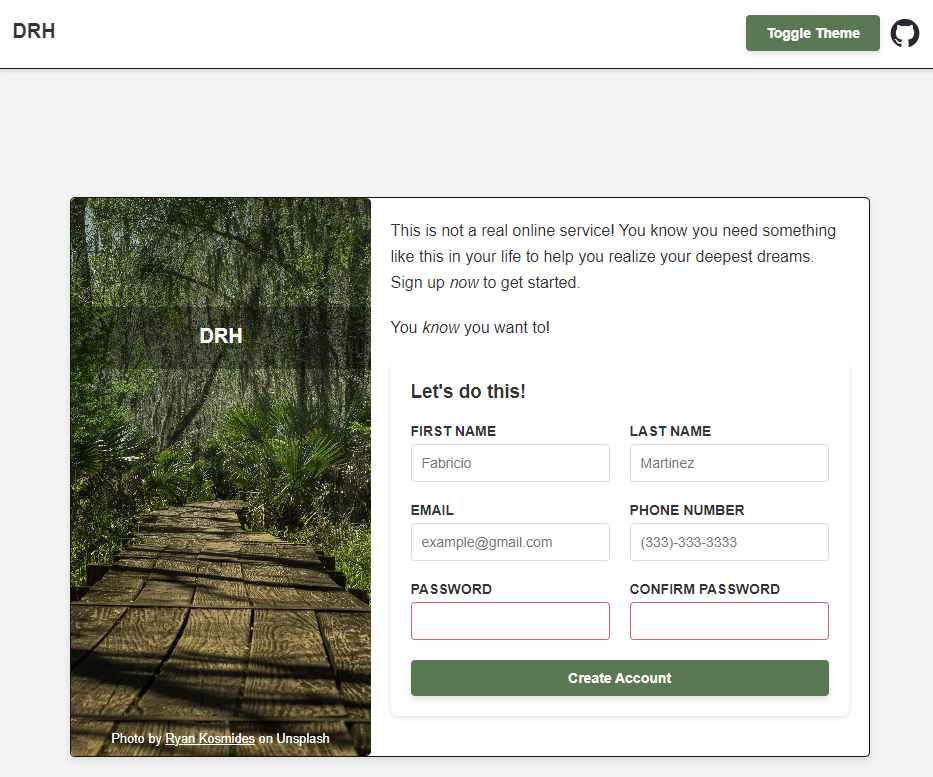 DRH
Toggle Theme
DRH
Photo by Ryan Kosmides on Unsplash
This is not a real online service! You know you need something
like this in your life to help you realize your deepest dreams.
Sign up now to get started.
You know you want to!
Let's do this!
FIRST NAME
LAST NAME
Fabricio
Martinez
EMAIL
PHONE NUMBER
example@gmail.com
(333)-333-3333
PASSWORD
CONFIRM PASSWORD
Create Account